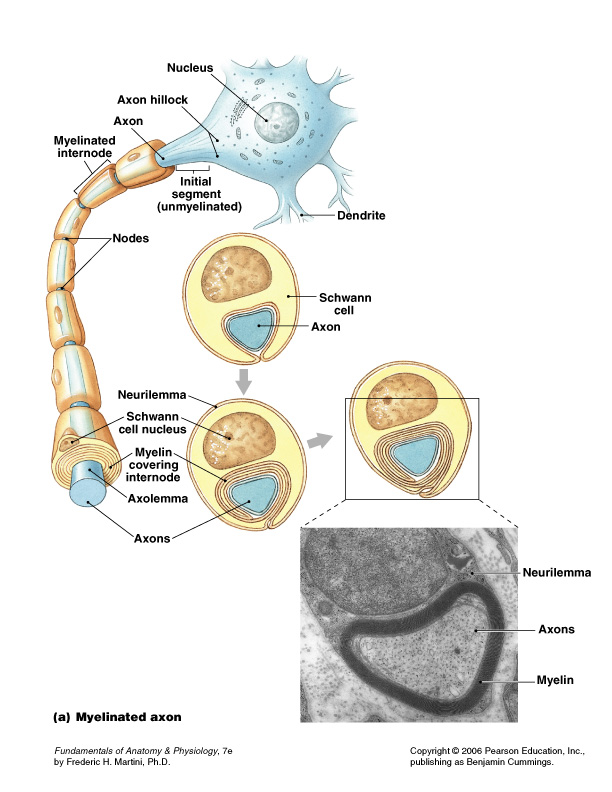 Nucleus
Axon hillock
Axon
Myelinated
internode
Initial
segment
(unmyelinated)
Dendrite
Nodes
Schwann
cell
Axon
Neurilemma
Schwann
cell nucleus
Myelin
covering
internode
Axolemma
Axons
Neurilemma
Axons
Myelin
(a) Myelinated axon
Fundamentals of Anatomy & Physiology, 7e
by Frederic H. Martini, Ph.D.
Copyright © 2006 Pearson Education, Inc.,
publishing as Benjamin Cummings.